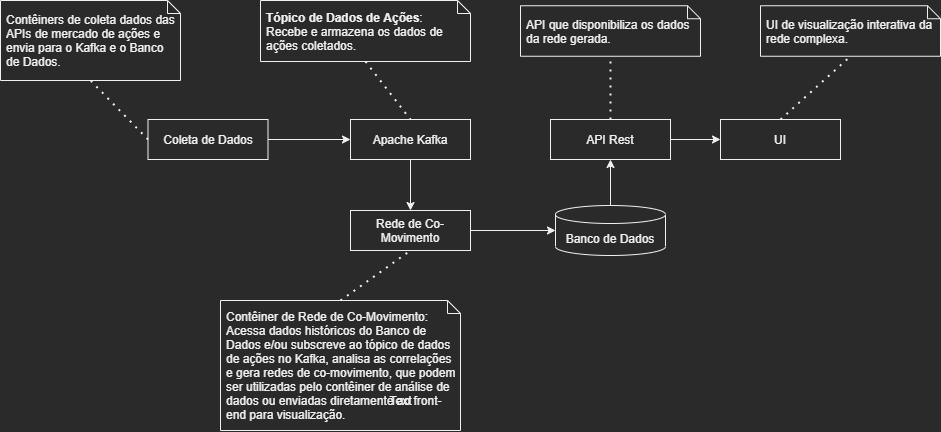 Contêiners de coleta dados das
APIs de mercado de ações e
envia para o Kafka e o Banco
de Dados.
Tópico de Dados de Ações:
Recebe e armazena os dados de
ações coletados.
API que disponibiliza os dados
da rede gerada.
UI de visualização interativa da
rede complexa.
Coleta de Dados
Apache Kafka
API Rest
UI
Rede de Co-
Movimento
Banco de Dados
Contêiner de Rede de Co-Movimento:
Acessa dados históricos do Banco de
Dados e/ou subscreve ao tópico de dados
de ações no Kafka, analisa as correlações
e gera redes de co-movimento, que podem
ser utilizadas pelo contêiner de análise de
dados ou enviadas diretamente ao front-
Text
end para visualização.